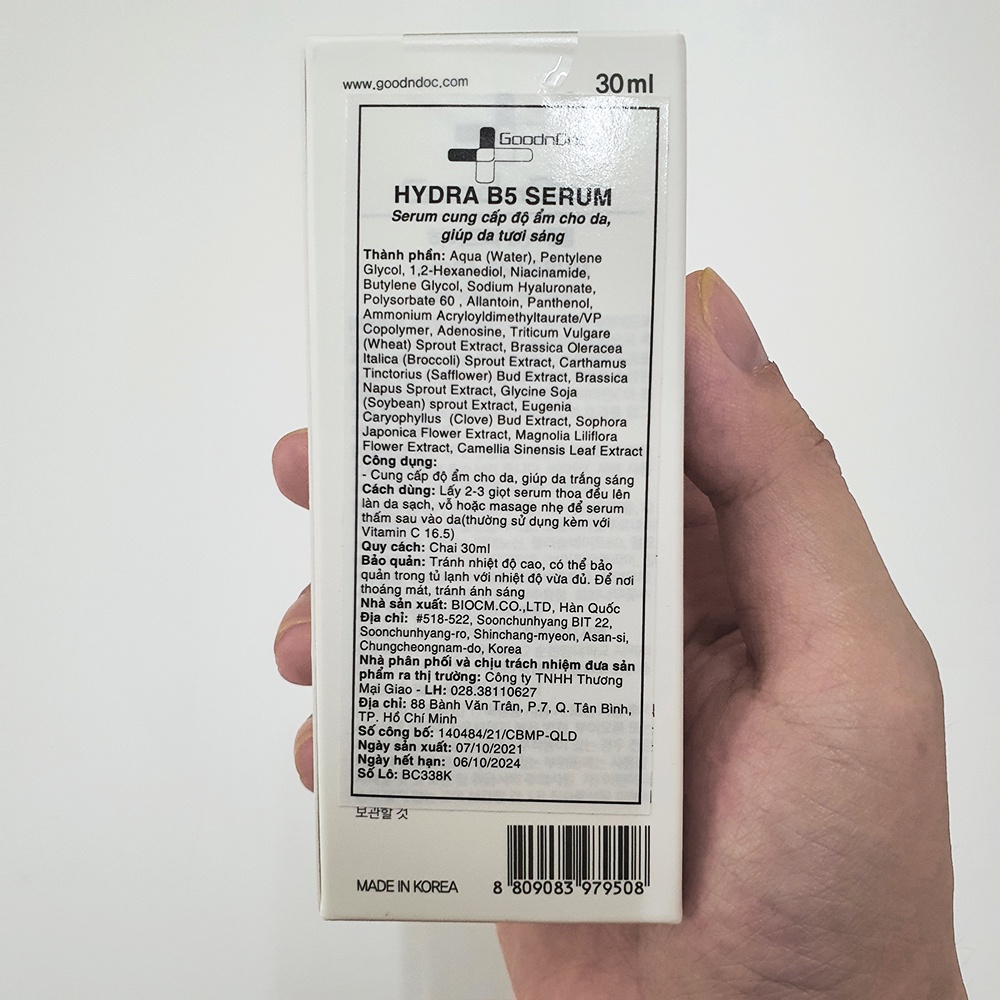 www.goodndoc.com
30ml
GoodnDoc
HYDRA B5 SERUM
Serum cung cấp độ ẩm cho da,
giúp da tươi sáng
Thành phần: Aqua (Water), Pentylene
Glycol, 1,2-Hexanediol, Niacinamide,
Butylene Glycol, Sodium Hyaluronate,
Polysorbate 60 , Allantoin, Panthenol,
Ammonium Acryloyldimethyltaurate/VP
Copolymer, Adenosine, Triticum Vulgare
(Wheat) Sprout Extract, Brassica Oleracea
Italica (Broccoli) Sprout Extract, Carthamus
Tinctorius (Safflower) Bud Extract, Brassica
Napus Sprout Extract, Glycine Soja
(Soybean) sprout Extract, Eugenia
Caryophyllus (Clove) Bud Extract, Sophora
Japonica Flower Extract, Magnolia Liliflora
Flower Extract, Camellia Sinensis Leaf Extract
Công dụng:
- Cung cấp độ ẩm cho da, giúp da trắng sáng
Cách dùng: Lấy 2-3 giọt serum thoa đều lên
làn da sạch, vỗ hoặc masage nhẹ để serum
thấm sau vào da(thường sử dụng kèm với
Vitamin C 16.5)
Quy cách: Chai 30ml
Bảo quản: Tránh nhiệt độ cao, có thể bảo
quản trong tủ lạnh với nhiệt độ vừa đủ. Để nơi
thoáng mát, tránh ánh sáng
Nhà sản xuất: BIOCM.CO.,LTD, Hàn Quốc
Địa chỉ: #518-522, Soonchunhyang BIT 22,
Soonchunhyang-ro, Shinchang-myeon, Asan-si,
Chungcheongnam-do, Korea
Nhà phân phối và chịu trách nhiệm đưa sản
phẩm ra thị trường: Công ty TNHH Thương
Mại Giao - LH: 028.38110627
Địa chỉ: 88 Bành Văn Trân, P.7, Q. Tân Bình,
TP. Hồ Chí Minh
Số công bố: 140484/21/CBMP-QLD
Ngày sản xuất: 07/10/2021
Ngày hết hạn: 06/10/2024
Số Lô: BC338K
보관할 것
MADE IN KOREA
8 809083 979508